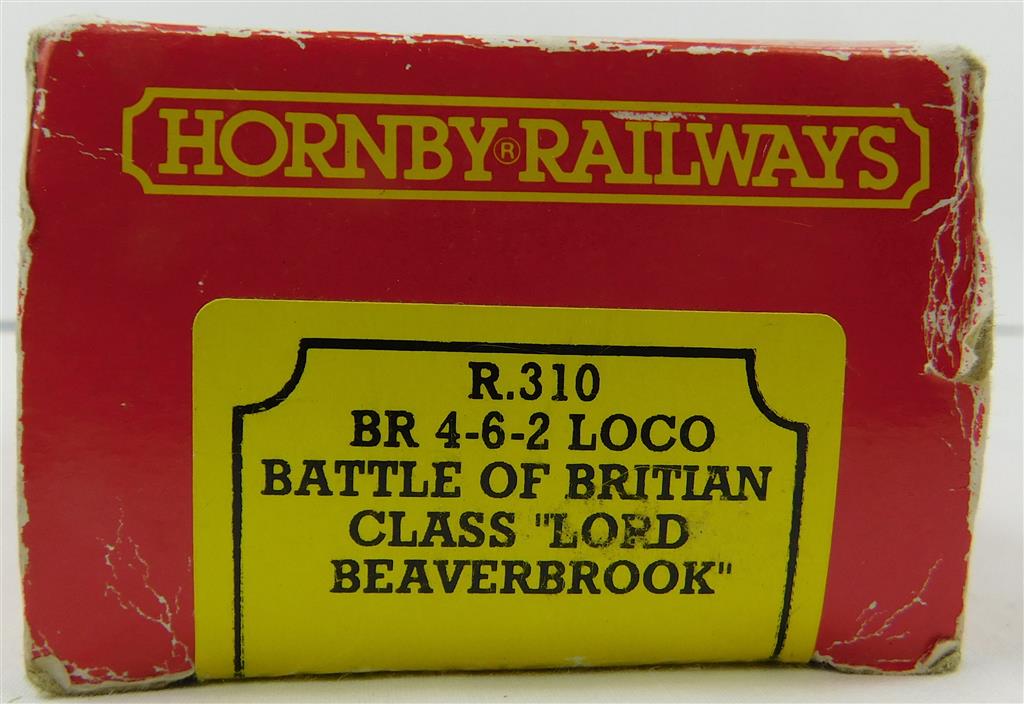 HORNBY® RAILWAYS
R.310
BR 4-6-2 LOCO
BATTLE OF BRITIAN
CLASS "LORD
BEAVERBROOK"